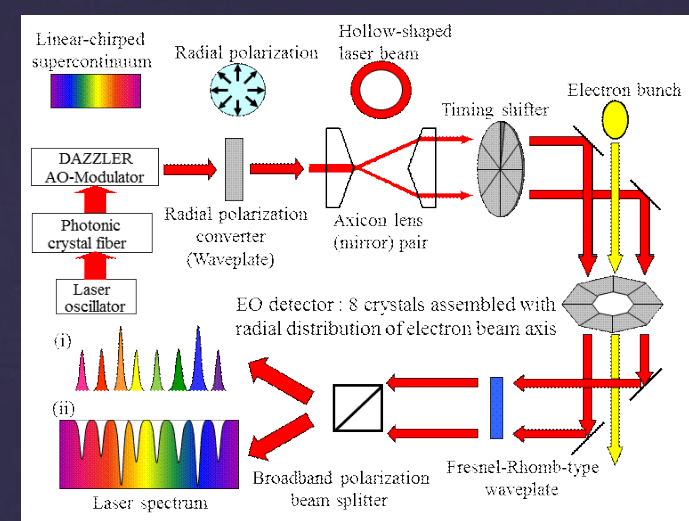 Linear-chirped
supercontinuum
Radial polarization
Hollow-shaped
laser beam
Timing shifter
Electron bunch
DAZZLER
AO-Modulator
Photonic
crystal fiber
Laser
oscillator
Radial polarization
converter
(Waveplate)
Axicon lens
(mirror) pair
EO detector : 8 crystals assembled with
radial distribution of electron beam axis
(i)
(ii)
Laser spectrum
Broadband polarization
beam splitter
Fresnel-Rhomb-type
waveplate